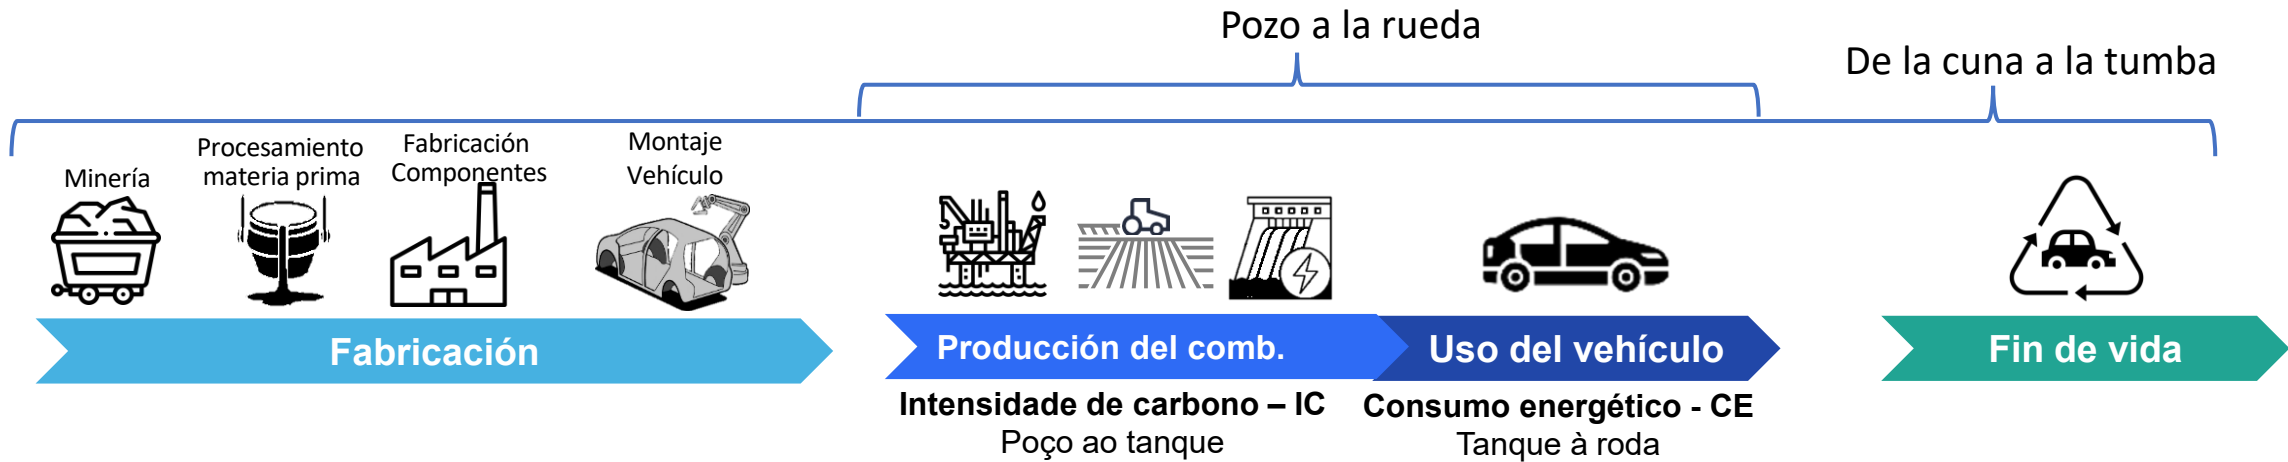 Pozo a la rueda
De la cuna a la tumba
Minería
Procesamiento
materia prima
Fabricación
Componentes
Montaje
Vehículo
Fabricación
Producción del comb.
Uso del vehículo
Fin de vida
Intensidade de carbono – IC
Poço ao tanque
Consumo energético - CE
Tanque à roda